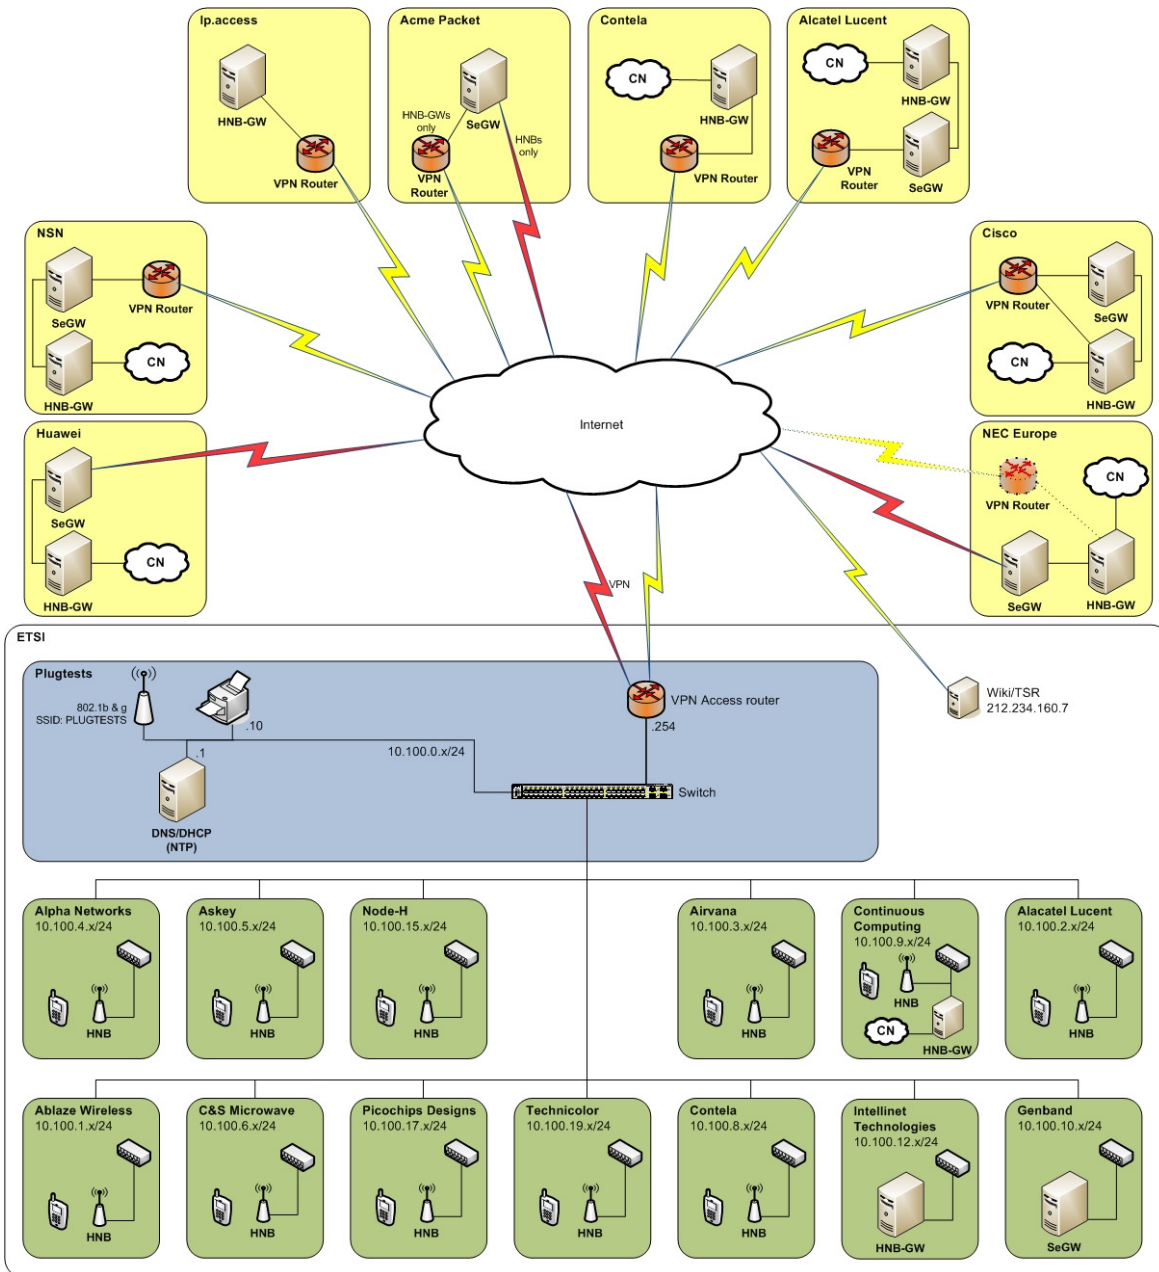 Ip.access
HNB-GW
VPN Router
Acme Packet
HNB-GWs
only
SeGW
HNBs
only
VPN
Router
Contela
CN
HNB-GW
VPN Router
Alcatel Lucent
CN
HNB-GW
VPN
Router
SeGW
NSN
SeGW
VPN Router
CN
HNB-GW
Cisco
VPN Router
SeGW
CN
HNB-GW
Internet
Huawei
SeGW
CN
HNB-GW
NEC Europe
CN
VPN Router
SeGW
HNB-GW
VPN
ETSI
Plugtests
802.1b & g
SSID: PLUGTESTS
.10
.1
10.100.0.x/24
DNS/DHCP
(NTP)
VPN Access router
.254
Switch
Wiki/TSR
212.234.160.7
Alpha Networks
10.100.4.x/24
HNB
Askey
10.100.5.x/24
HNB
Node-H
10.100.15.x/24
HNB
Airvana
10.100.3.x/24
HNB
Continuous
Computing
10.100.9.x/24
HNB
CN
HNB-GW
Alacatel Lucent
10.100.2.x/24
HNB
Ablaze Wireless
10.100.1.x/24
HNB
C&S Microwave
10.100.6.x/24
HNB
Picochips Designs
10.100.17.x/24
HNB
Technicolor
10.100.19.x/24
HNB
Contela
10.100.8.x/24
HNB
Intellinet
Technologies
10.100.12.x/24
HNB-GW
Genband
10.100.10.x/24
SeGW